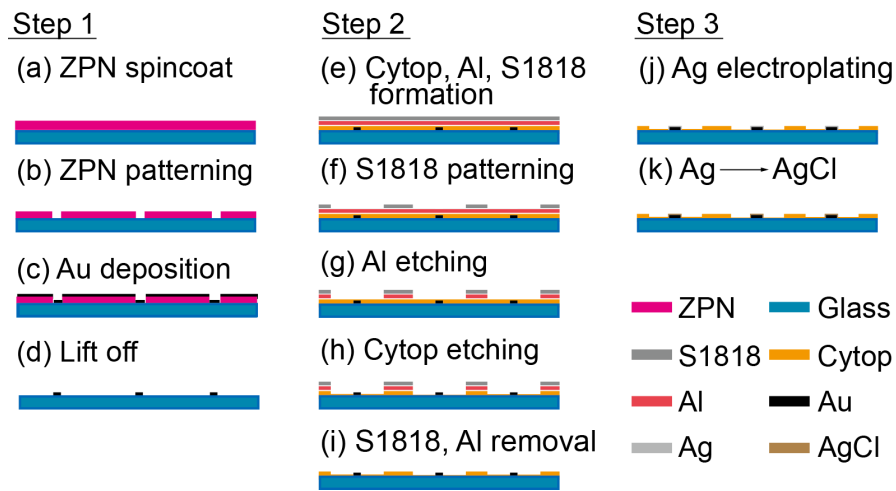 Step 1
(a) ZPN spincoat
(b) ZPN patterning
(c) Au deposition
(d) Lift off
Step 2
(e) Cytop, Al, S1818
formation
(f) S1818 patterning
(g) Al etching
(h) Cytop etching
(i) S1818, Al removal
Step 3
(j) Ag electroplating
(k) Ag → AgCl
ZPN
Glass
S1818
Cytop
Al
Au
Ag
AgCl